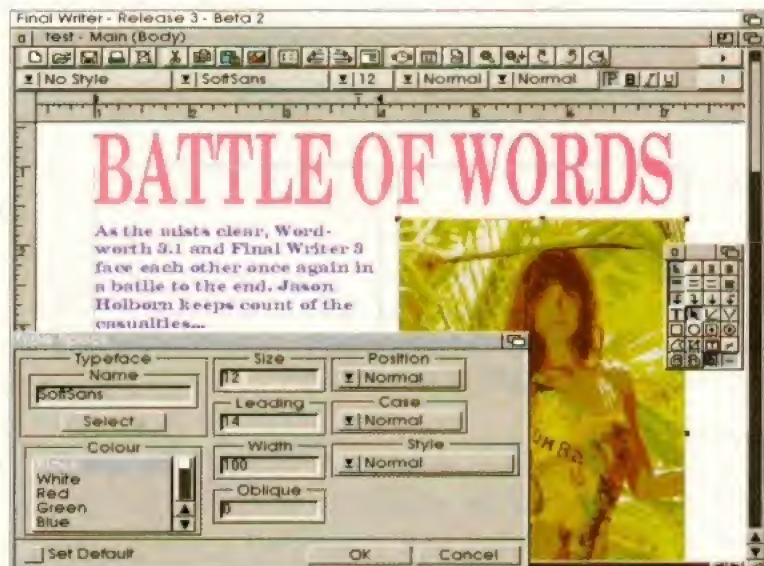 Final Writer - Release 3 - Beta 2
test - Main (Body)
No Style SoftSans 12 Normal Normal B I U
BATTLE OF WORDS
As the mists clear, Word-
worth 3.1 and Final Writer 3
face each other once again in
a battle to the end. Jason
Holborn keeps count of the
casualties...
Typeface
Name
SoftSans
Select
Colour
White
Red
Green
Blue
Size
12
Leading
14
Width
100
Oblique
0
Position
Normal
Case
Normal
Style
Normal
Set Default OK Cancel